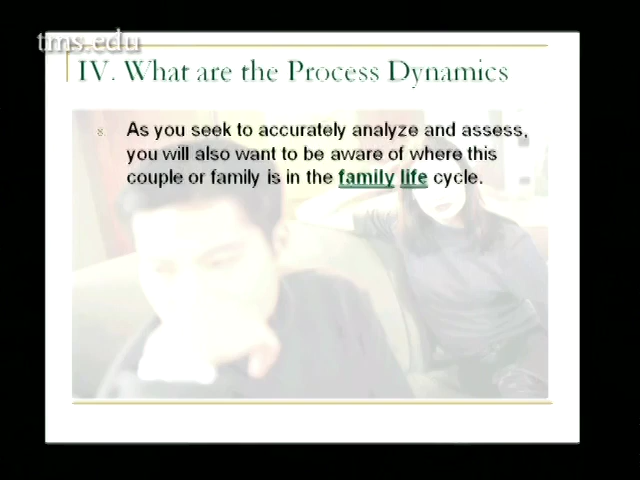 tms.edu
IV. What are the Process Dynamics
8. As you seek to accurately analyze and assess,
you will also want to be aware of where this
couple or family is in the family life cycle.